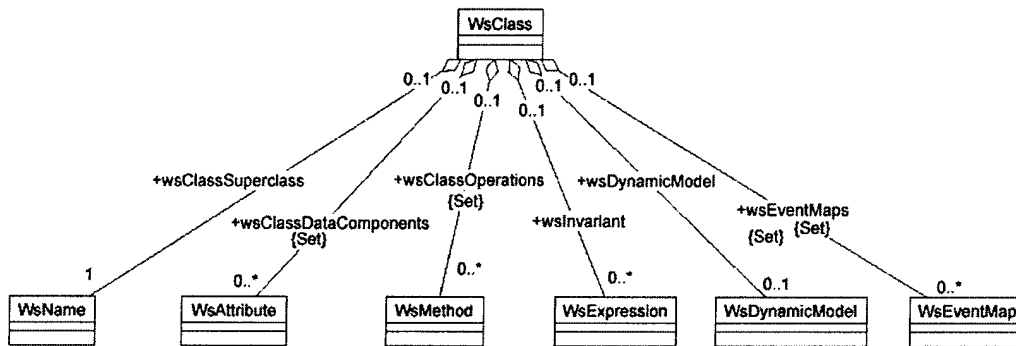 WsClass
0..1
0..1
0..1
0..1
0..1
0..1
+wsClassSuperclass
+wsClassDataComponents
{Set}
+wsClassOperations
{Set}
+wsInvariant
+wsDynamicModel
+wsEventMaps
{Set}
{Set}
1
0..*
0..*
0..*
0..1
0..*
WsName
WsAttribute
WsMethod
WsExpression
WsDynamicModel
WsEventMap